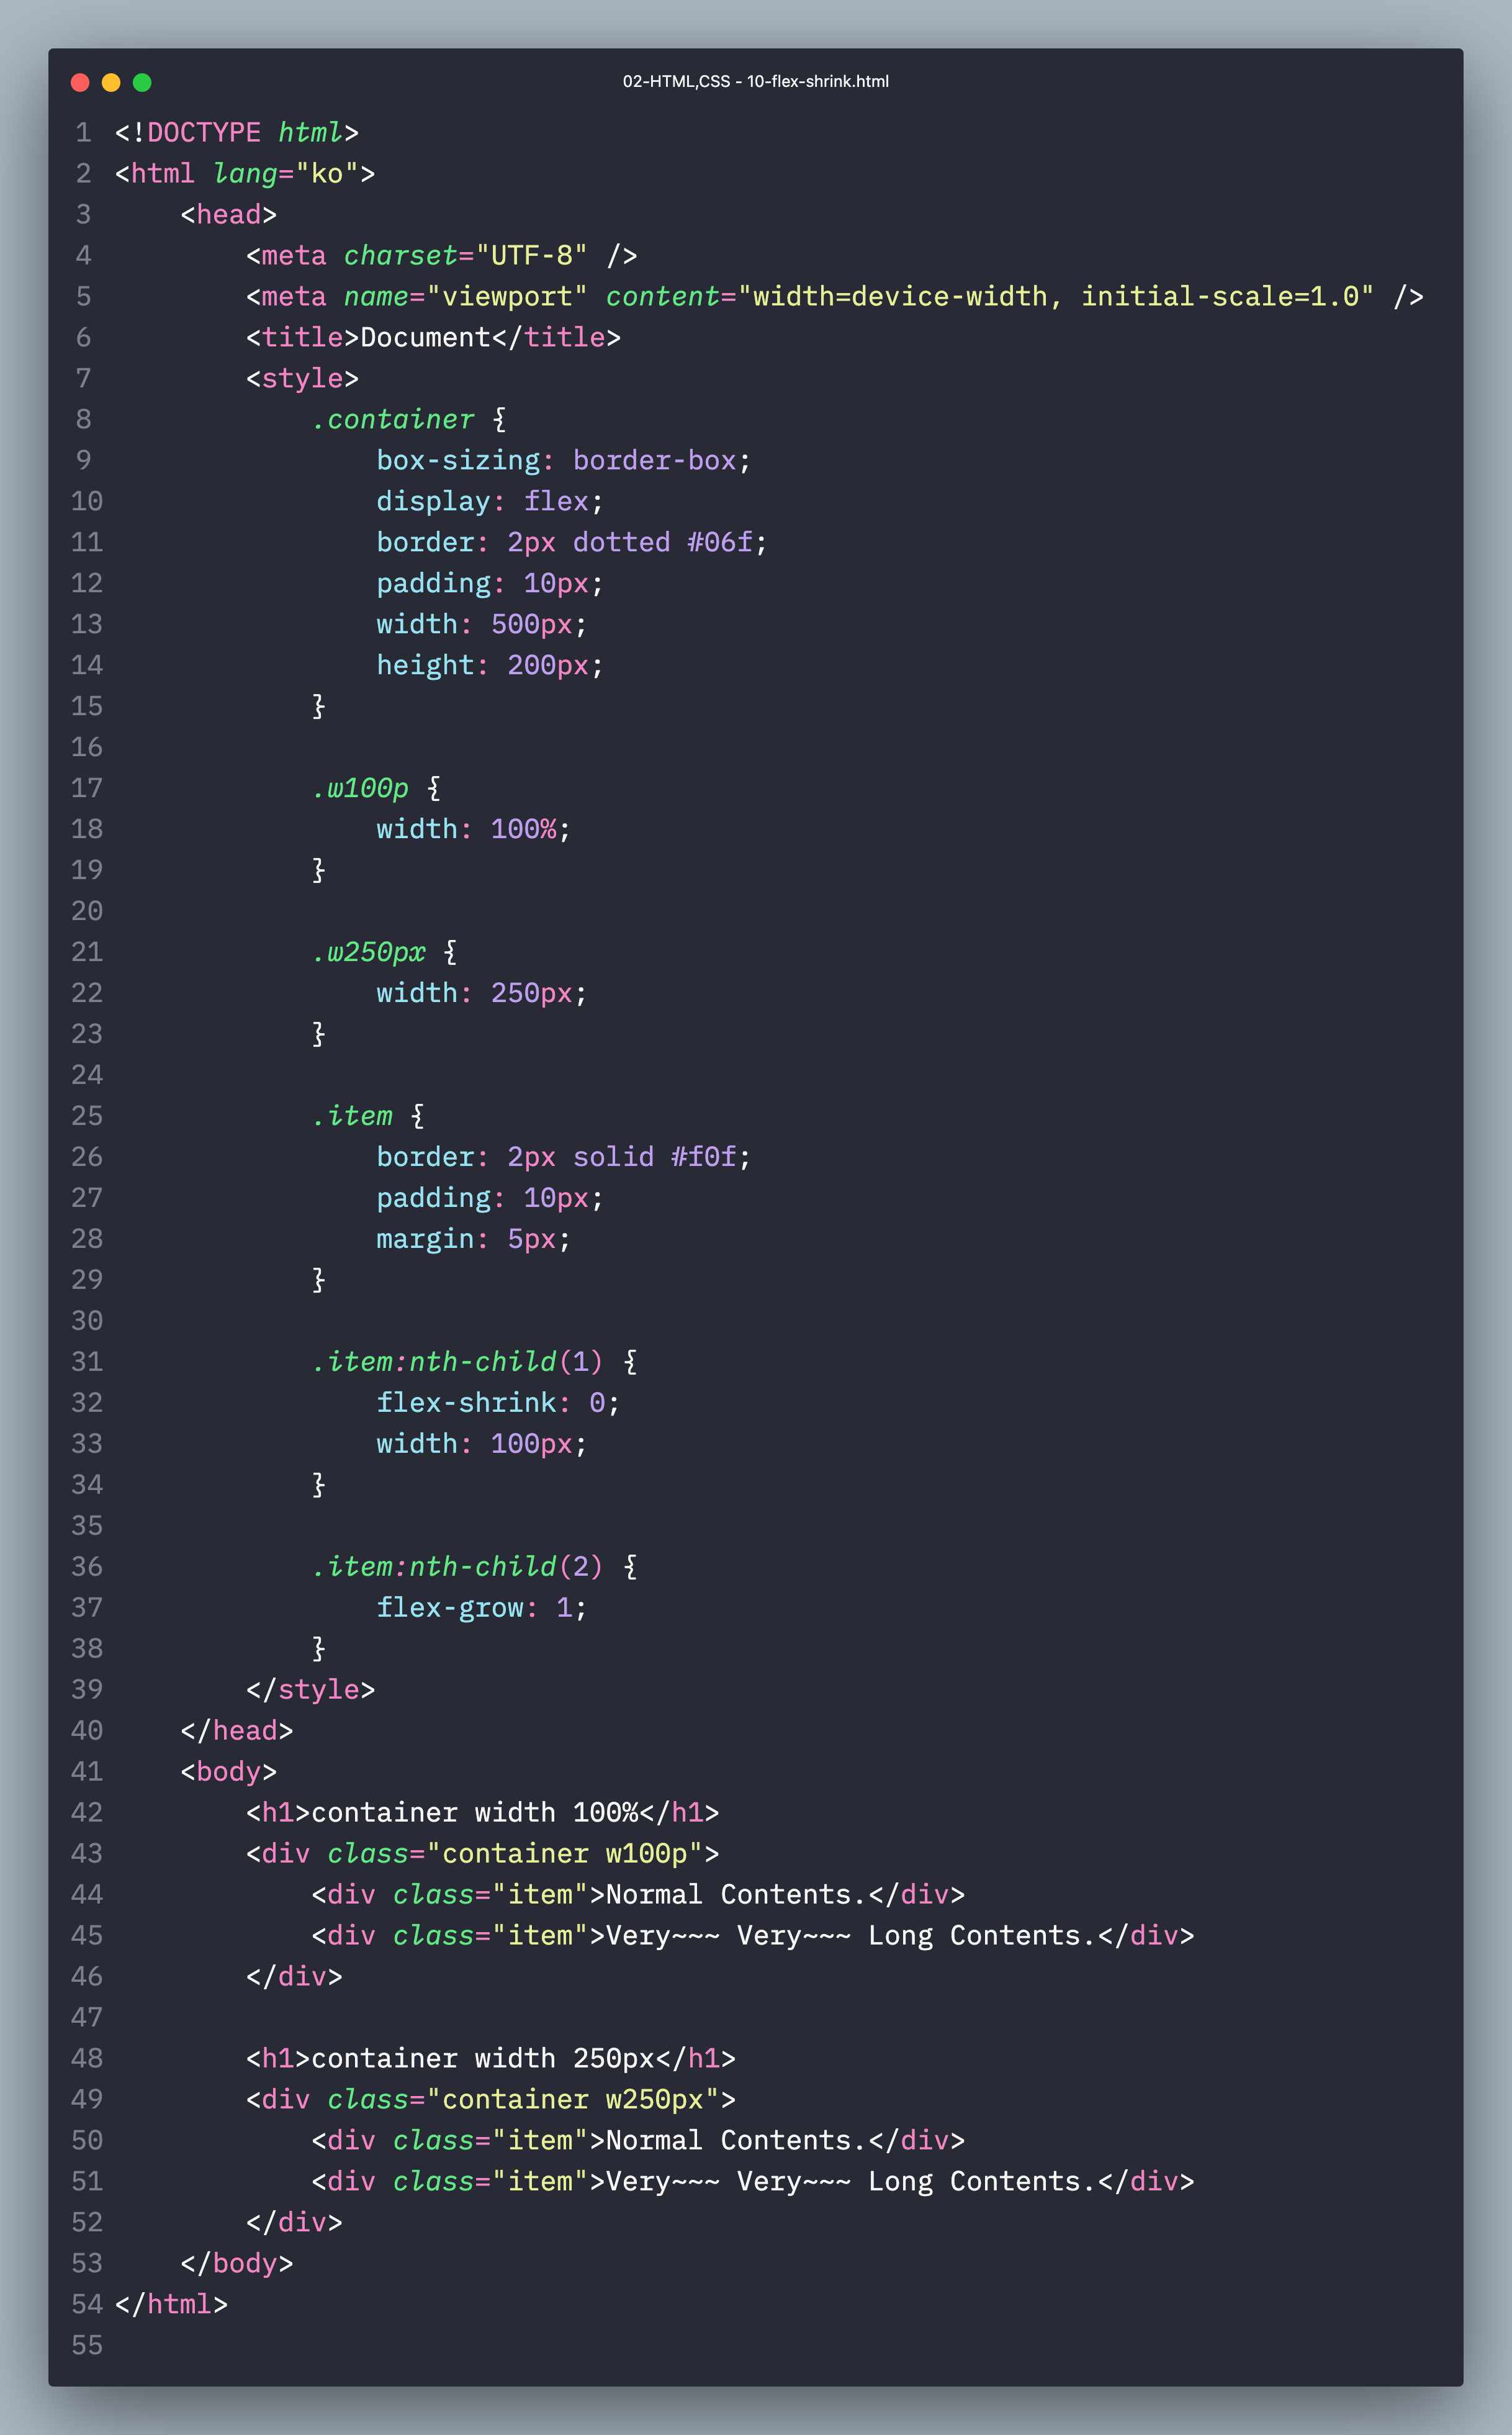 02-HTML,CSS - 10-flex-shrink.html
1 <!DOCTYPE html>
2 <html lang="ko">
3     <head>
4         <meta charset="UTF-8" />
5         <meta name="viewport" content="width=device-width, initial-scale=1.0" />
6         <title>Document</title>
7         <style>
8             .container {
9                 box-sizing: border-box;
10                 display: flex;
11                 border: 2px dotted #06f;
12                 padding: 10px;
13                 width: 500px;
14                 height: 200px;
15             }
16
17             .w100p {
18                 width: 100%;
19             }
20
21             .w250px {
22                 width: 250px;
23             }
24
25             .item {
26                 border: 2px solid #f0f;
27                 padding: 10px;
28                 margin: 5px;
29             }
30
31             .item:nth-child(1) {
32                 flex-shrink: 0;
33                 width: 100px;
34             }
35
36             .item:nth-child(2) {
37                 flex-grow: 1;
38             }
39         </style>
40     </head>
41     <body>
42         <h1>container width 100%</h1>
43         <div class="container w100p">
44             <div class="item">Normal Contents.</div>
45             <div class="item">Very~~~ Very~~~ Long Contents.</div>
46         </div>
47
48         <h1>container width 250px</h1>
49         <div class="container w250px">
50             <div class="item">Normal Contents.</div>
51             <div class="item">Very~~~ Very~~~ Long Contents.</div>
52         </div>
53     </body>
54 </html>
55